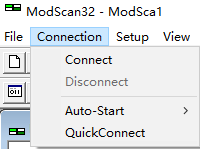 ModScan32 - ModSca1
File Connection Setup View
Connect
Disconnect
Auto-Start
QuickConnect